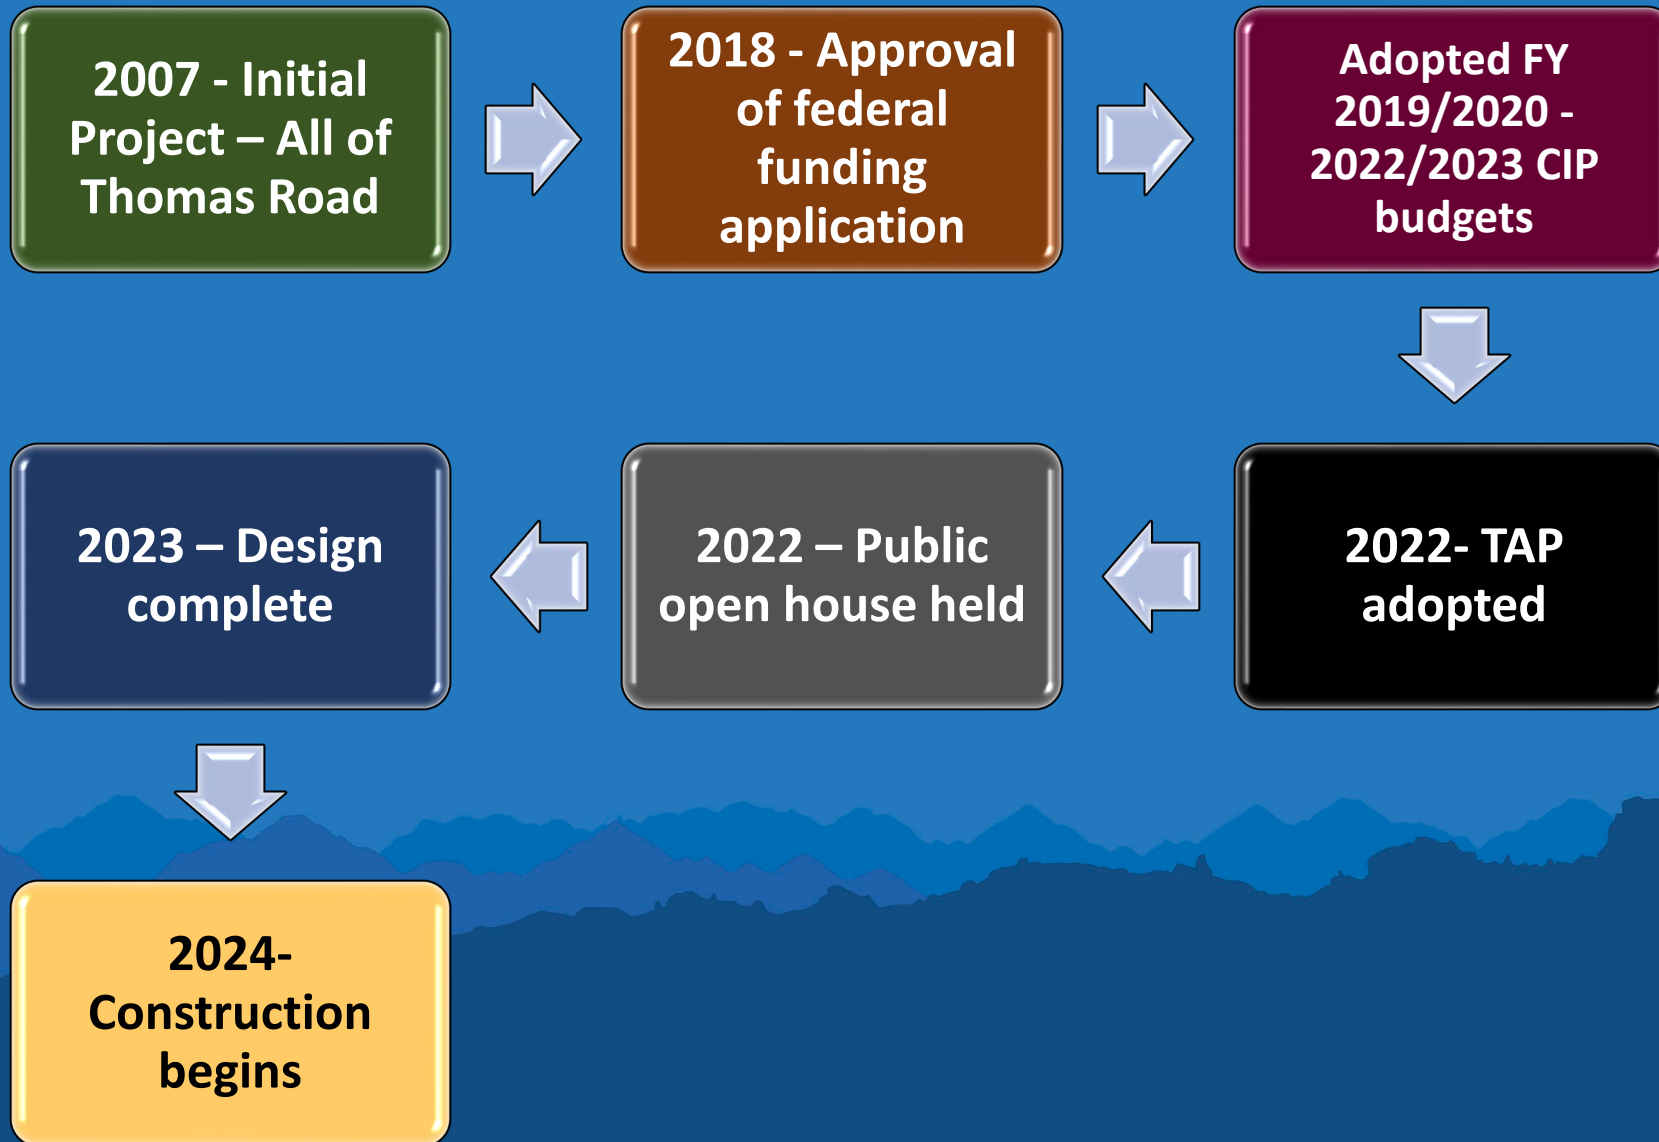 2007 - Initial
Project – All of
Thomas Road
2018 - Approval
of federal
funding
application
Adopted FY
2019/2020 -
2022/2023 CIP
budgets
2022- TAP
adopted
2022 – Public
open house held
2023 – Design
complete
2024-
Construction
begins